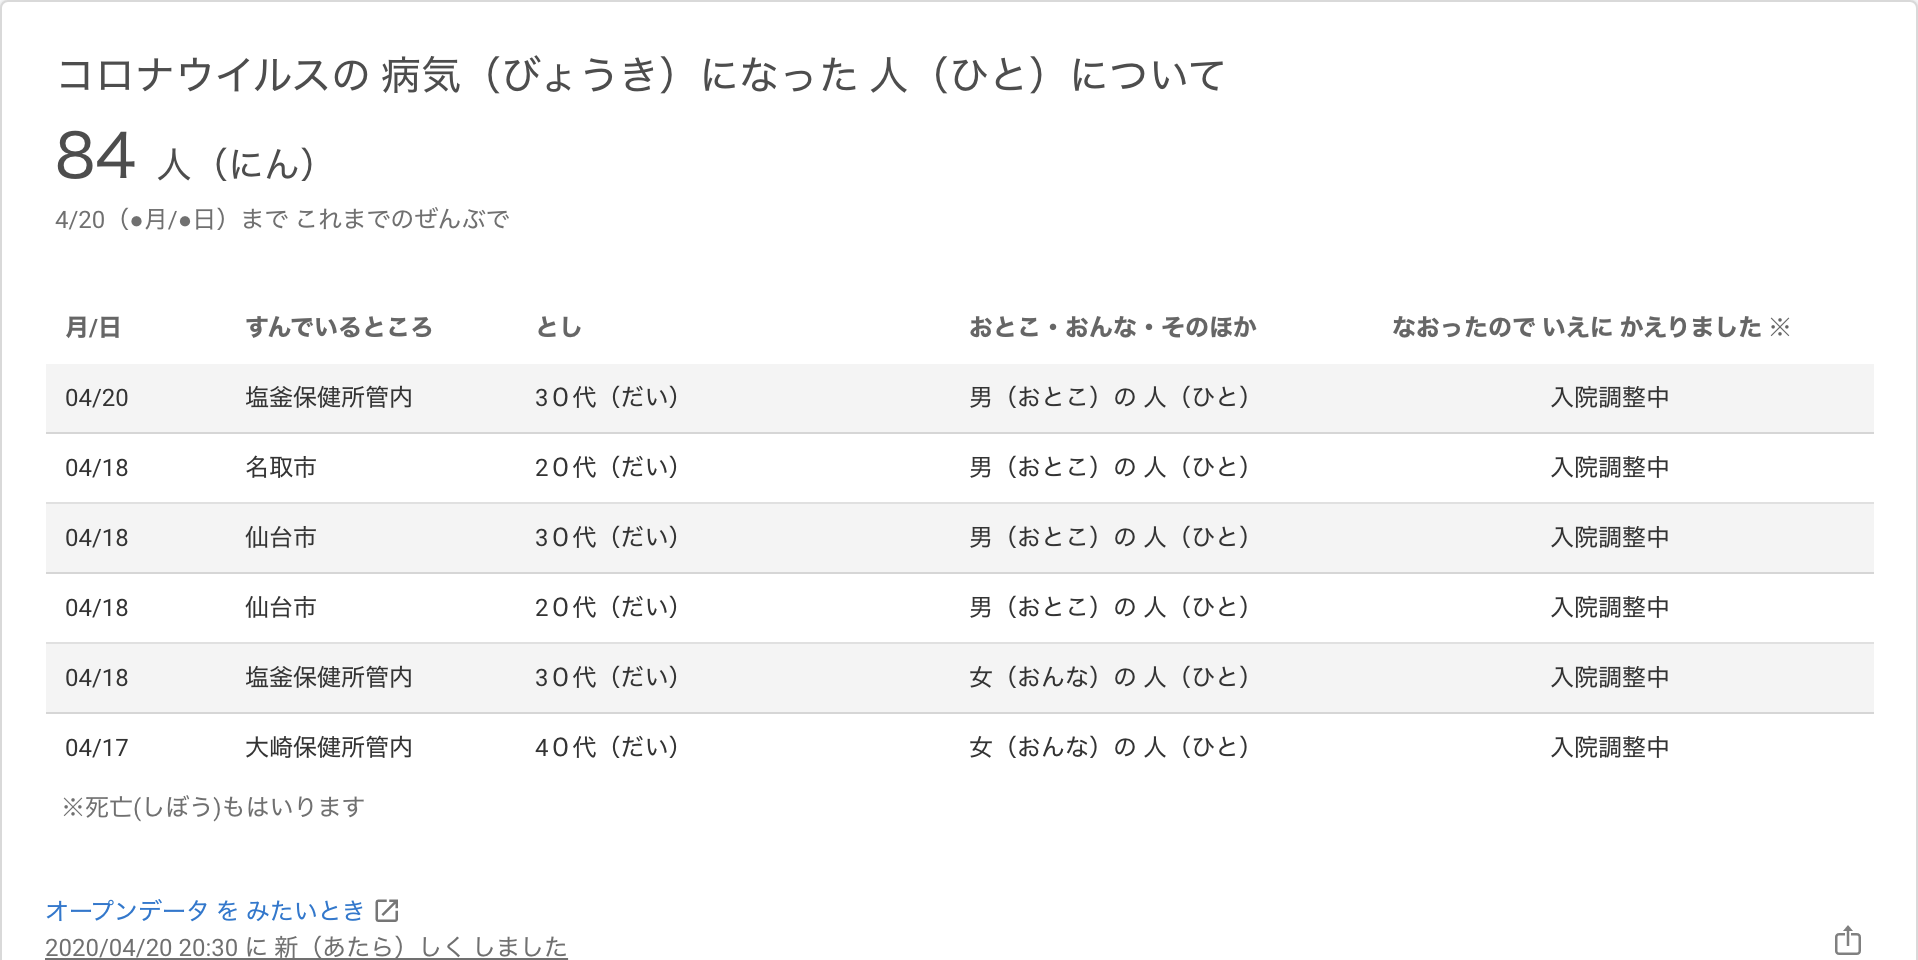 コロナウイルスの 病気（びょうき）になった 人（ひと）について
84 人（にん）
4/20（●月/●日）まで これまでのぜんぶで
月/日 すんでいるところ とし おとこ・おんな・そのほか なおったので いえに かえりました ※
04/20 塩釜保健所管内 3０代（だい） 男（おとこ）の 人（ひと） 入院調整中
04/18 名取市 2０代（だい） 男（おとこ）の 人（ひと） 入院調整中
04/18 仙台市 3０代（だい） 男（おとこ）の 人（ひと） 入院調整中
04/18 仙台市 2０代（だい） 男（おとこ）の 人（ひと） 入院調整中
04/18 塩釜保健所管内 3０代（だい） 女（おんな）の 人（ひと） 入院調整中
04/17 大崎保健所管内 4０代（だい） 女（おんな）の 人（ひと） 入院調整中
※死亡(しぼう)もはいります
オープンデータ を みたいとき
2020/04/20 20:30 に 新（あたら）しく しました